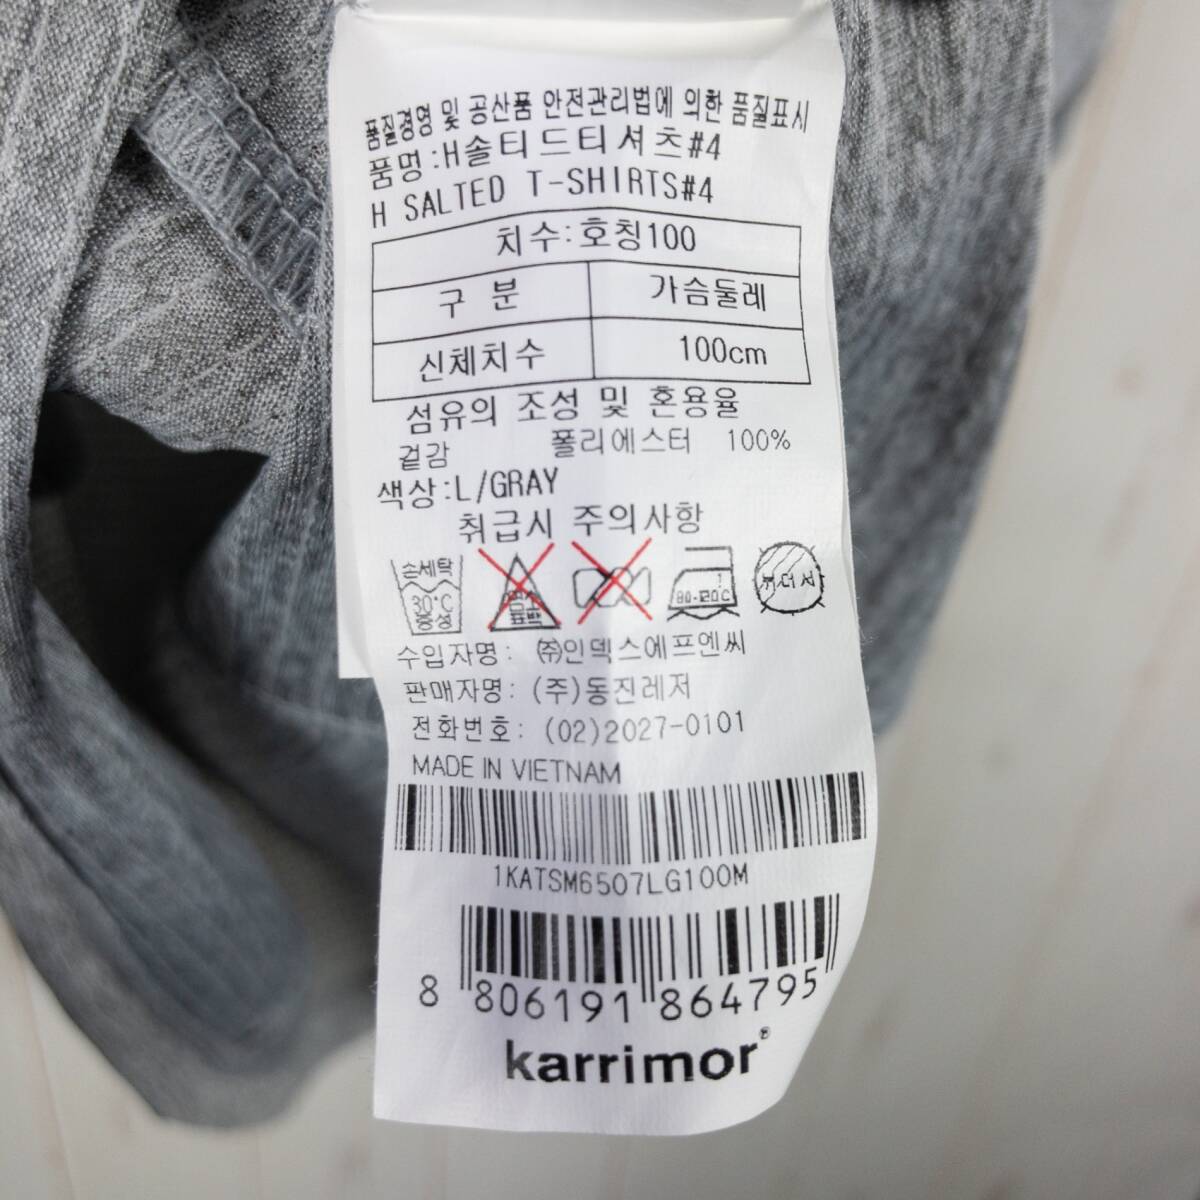 품질경영 및 공산품 안전관리법에 의한 품질표시
품명:H솔티드티셔츠#4
H SALTED T-SHIRTS#4
치수:호칭100
구 분 가슴둘레
신체치수 100cm
섬유의 조성 및 혼용율
겉감 폴리에스터 100%
색상:L/GRAY
취급시 주의사항
손세탁 30°C 중성
염소 표백
80-120°C
수입자명: ㈜인덱스에프엔씨
판매자명: (주)동진레저
전화번호: (02)2027-0101
MADE IN VIETNAM
1KATSM6507LG100M
8 806191 864795
karrimor®